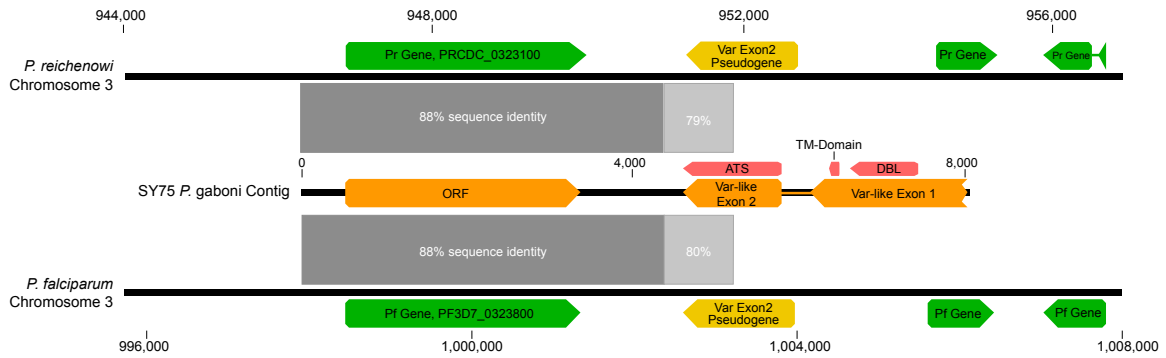 944,000 948,000 952,000 956,000
Pr Gene, PRCDC_0323100
Var Exon2
Pseudogene
Pr Gene
Pr Gene
P. reichenowi
Chromosome 3
88% sequence identity
79%
TM-Domain
0 4,000 8,000
ATS
DBL
SY75 P. gaboni Contig
ORF
Var-like
Exon 2
Var-like Exon 1
88% sequence identity
80%
P. falciparum
Chromosome 3
Pf Gene, PF3D7_0323800
Var Exon2
Pseudogene
Pf Gene
Pf Gene
996,000 1,000,000 1,004,000 1,008,000